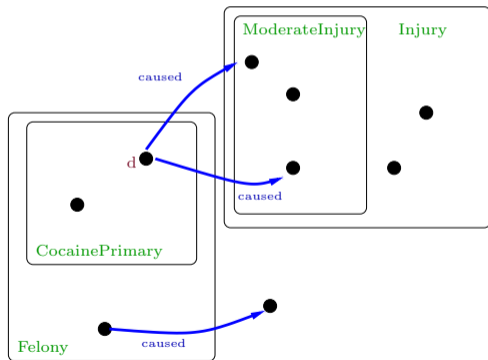 ModerateInjury
Injury
caused
d
caused
CocainePrimary
caused
Felony